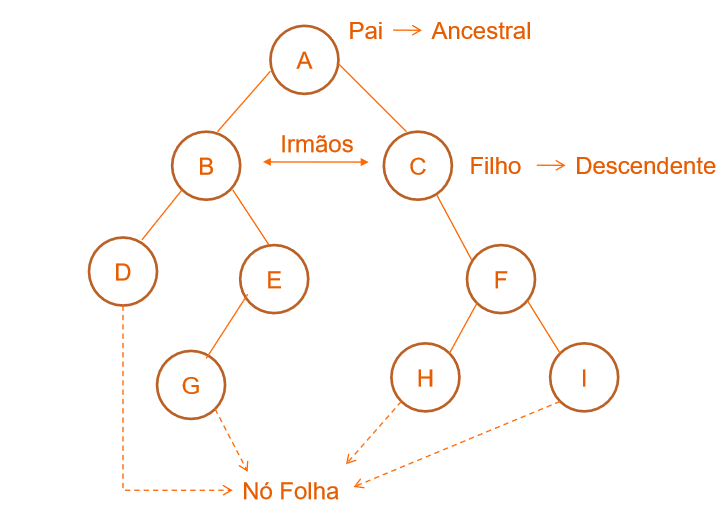 Pai → Ancestral
A
Irmãos
B
C
Filho → Descendente
D
E
F
G
H
I
Nó Folha